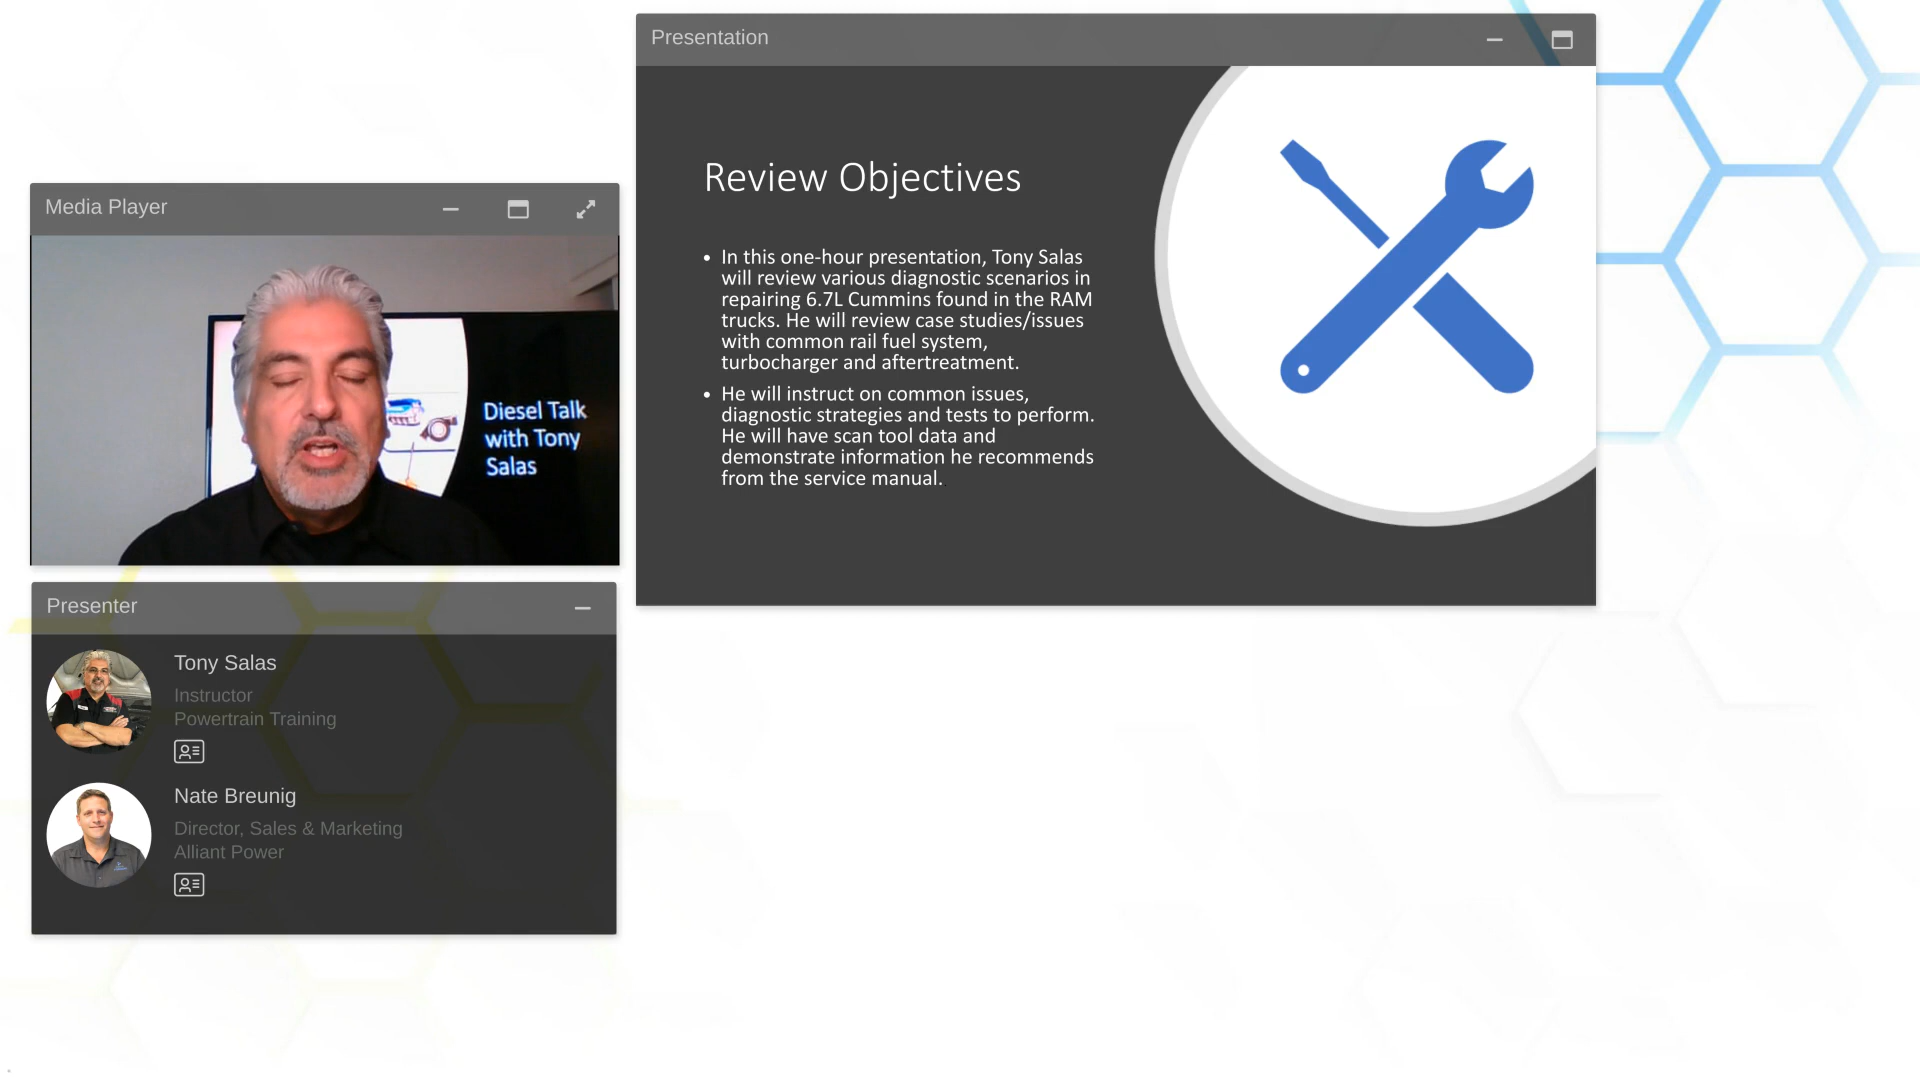 Presentation
Review Objectives
• In this one-hour presentation, Tony Salas
will review various diagnostic scenarios in
repairing 6.7L Cummins found in the RAM
trucks. He will review case studies/issues
with common rail fuel system,
turbocharger and aftertreatment.
• He will instruct on common issues,
diagnostic strategies and tests to perform.
He will have scan tool data and
demonstrate information he recommends
from the service manual.
Media Player
Diesel Talk
with Tony
Salas
Presenter
Tony Salas
Instructor
Powertrain Training
Nate Breunig
Director, Sales & Marketing
Alliant Power